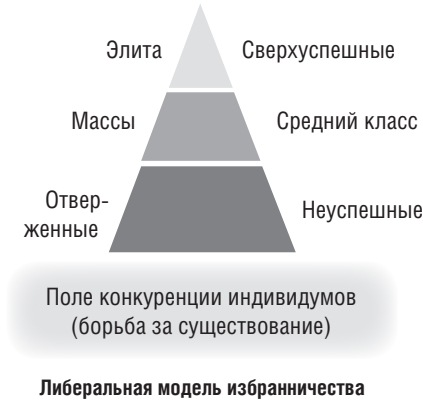 Элита Сверхуспешные
Массы Средний класс
Отвер-
женные
Неуспешные
Поле конкуренции индивидумов
(борьба за существование)
Либеральная модель избранничества